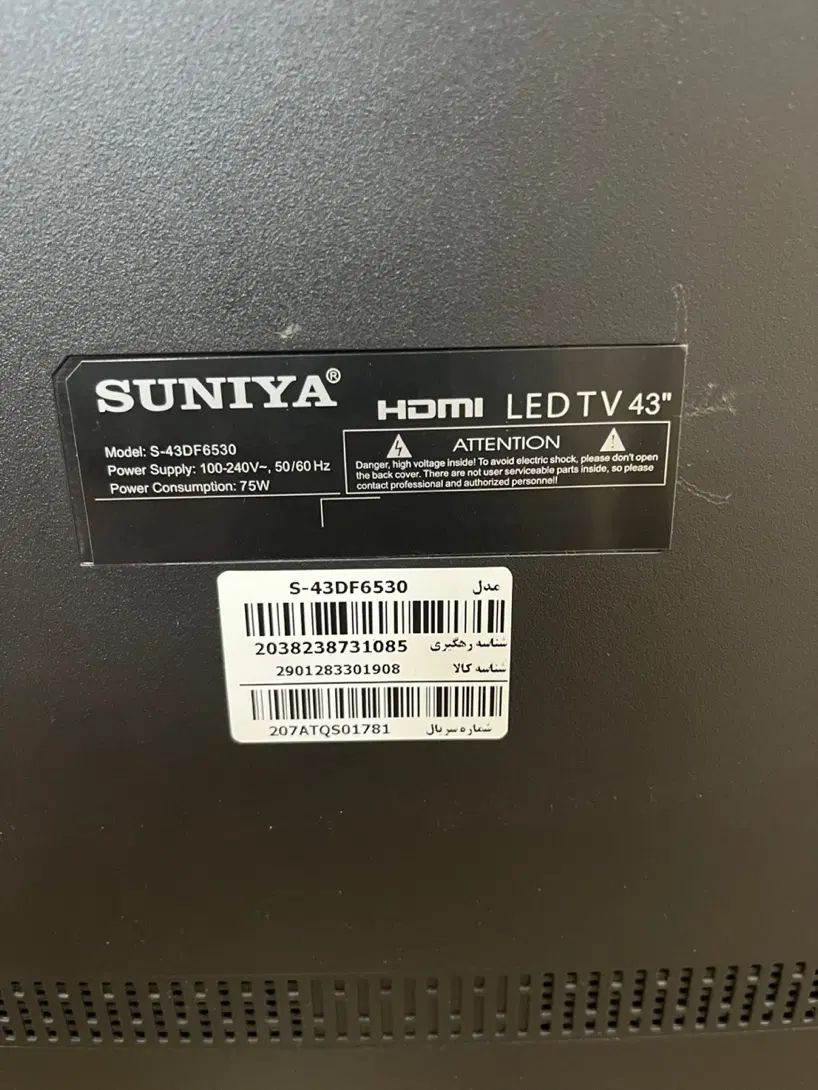 SUNIYA®
HDMI LED TV 43"
Model: S-43DF6530
Power Supply: 100-240V~, 50/60 Hz
Power Consumption: 75W
ATTENTION
Danger, high voltage inside! To avoid electric shock, please don't open
the back cover. There are not user serviceable parts inside, so please
contact professional and authorized personnel!
مدل S-43DF6530
شناسه رهگیری 2038238731085
شناسه کالا 2901283301908
شماره سریال 207ATQS01781